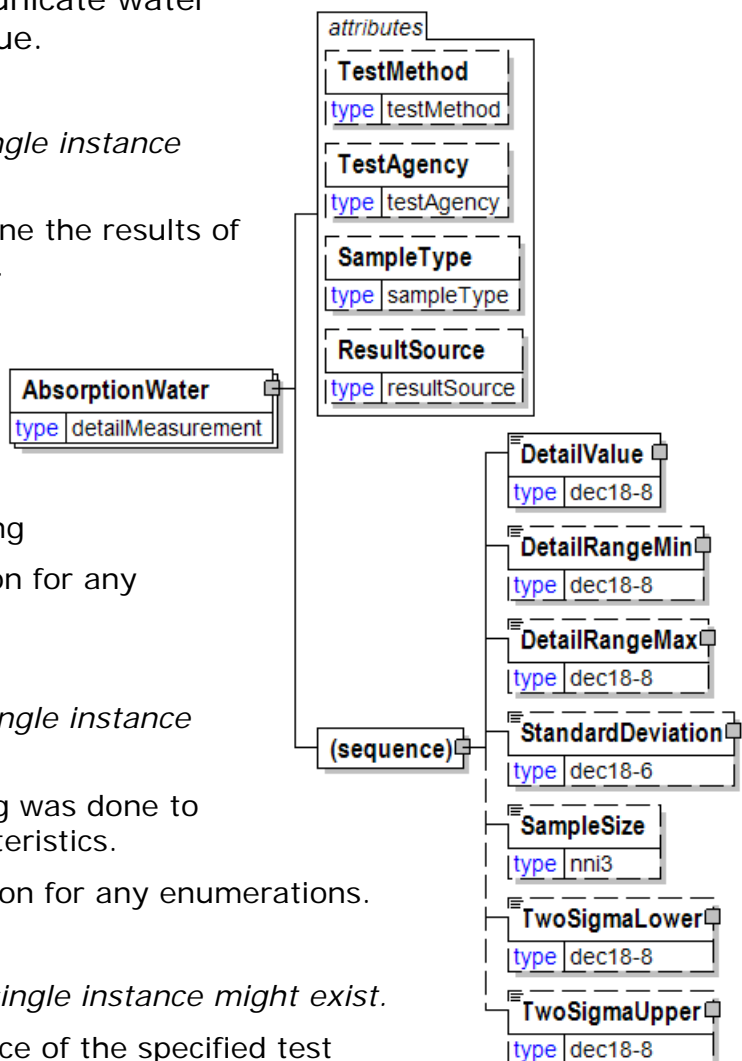 unicate water
ue.
ngle instance
ne the results of
AbsorptionWater
type detailMeasurement
ng
on for any
ngle instance
g was done to
teristics.
on for any enumerations.
single instance might exist.
ce of the specified test
attributes
TestMethod
type testMethod
TestAgency
type testAgency
SampleType
type sampleType
ResultSource
type resultSource
(sequence)
DetailValue
type dec18-8
DetailRangeMin
type dec18-8
DetailRangeMax
type dec18-8
StandardDeviation
type dec18-6
SampleSize
type nni3
TwoSigmaLower
type dec18-8
TwoSigmaUpper
type dec18-8